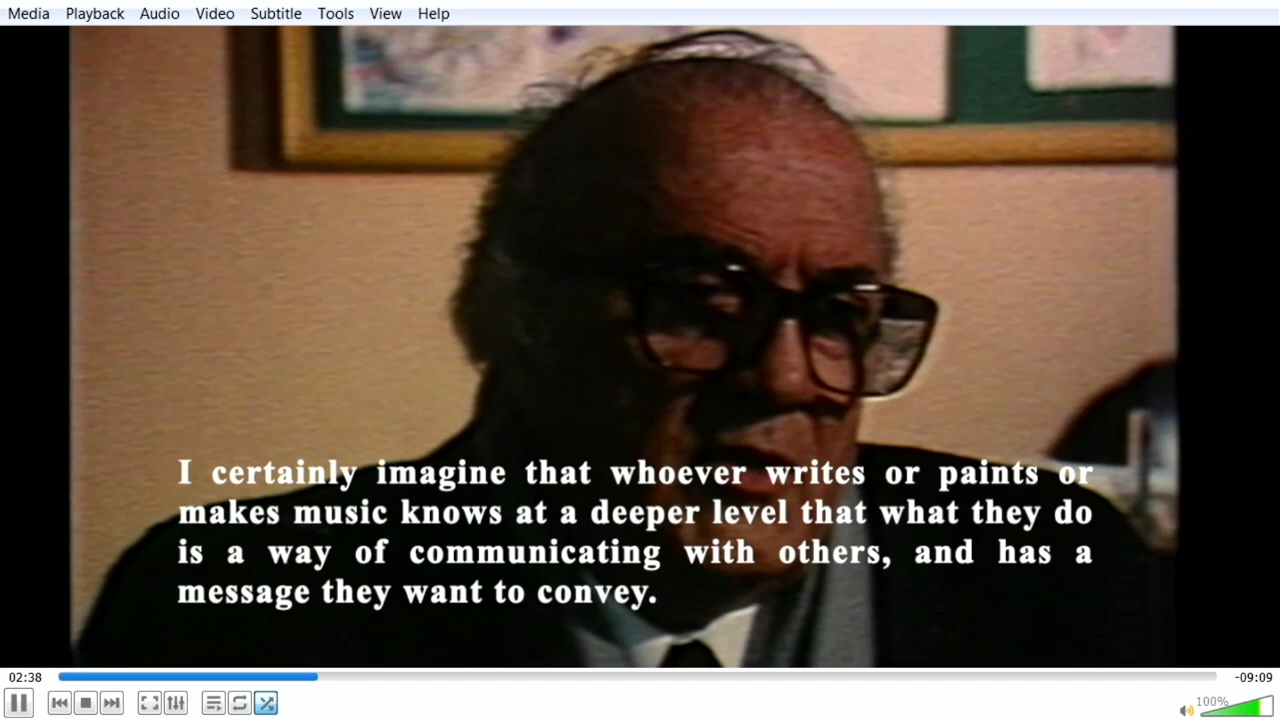 Media Playback Audio Video Subtitle Tools View Help
I certainly imagine that whoever writes or paints or
makes music knows at a deeper level that what they do
is a way of communicating with others, and has a
message they want to convey.
02:38 -09:09
100%